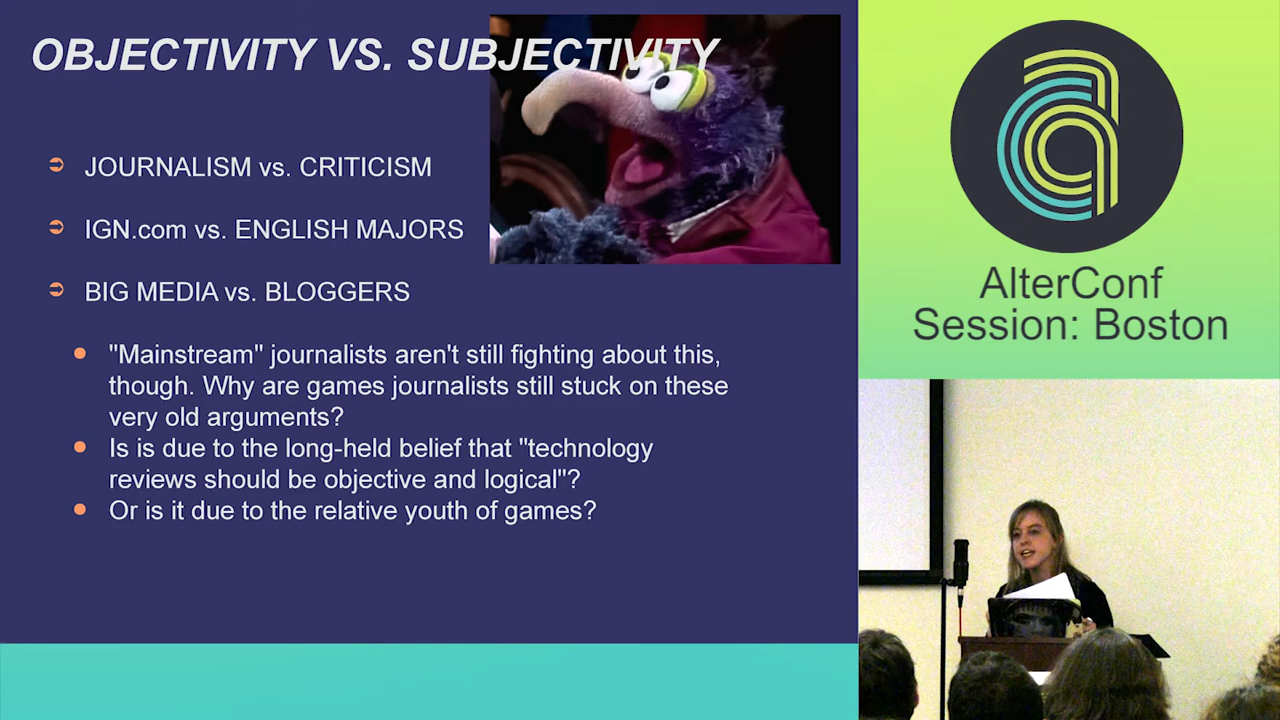 OBJECTIVITY VS. SUBJECTIVITY
JOURNALISM vs. CRITICISM
IGN.com vs. ENGLISH MAJORS
BIG MEDIA vs. BLOGGERS
"Mainstream" journalists aren't still fighting about this,
though. Why are games journalists still stuck on these
very old arguments?
Is is due to the long-held belief that "technology
reviews should be objective and logical"?
Or is it due to the relative youth of games?
AlterConf
Session: Boston